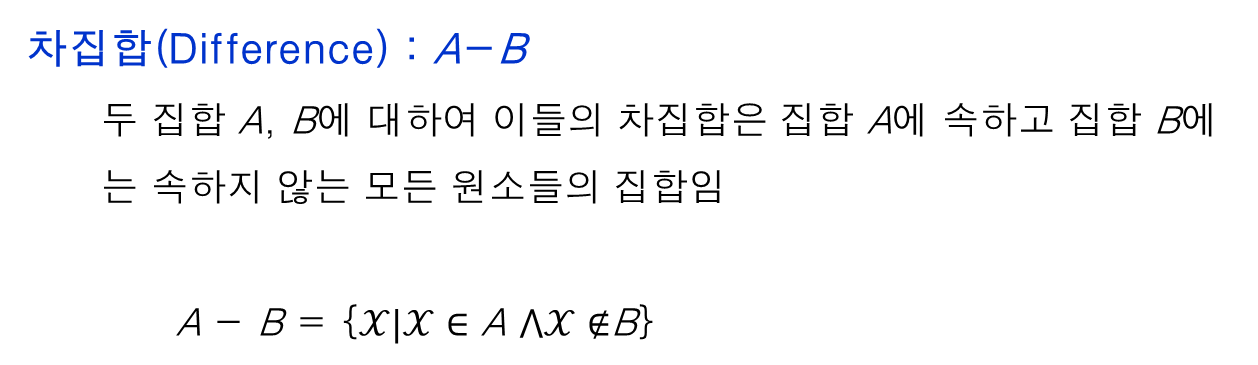 차집합(Difference) : A-B
두 집합 A, B에 대하여 이들의 차집합은 집합 A에 속하고 집합 B에
는 속하지 않는 모든 원소들의 집합임
A - B = {𝒳|𝒳 ∈ A ⋀𝒳 ∉B}